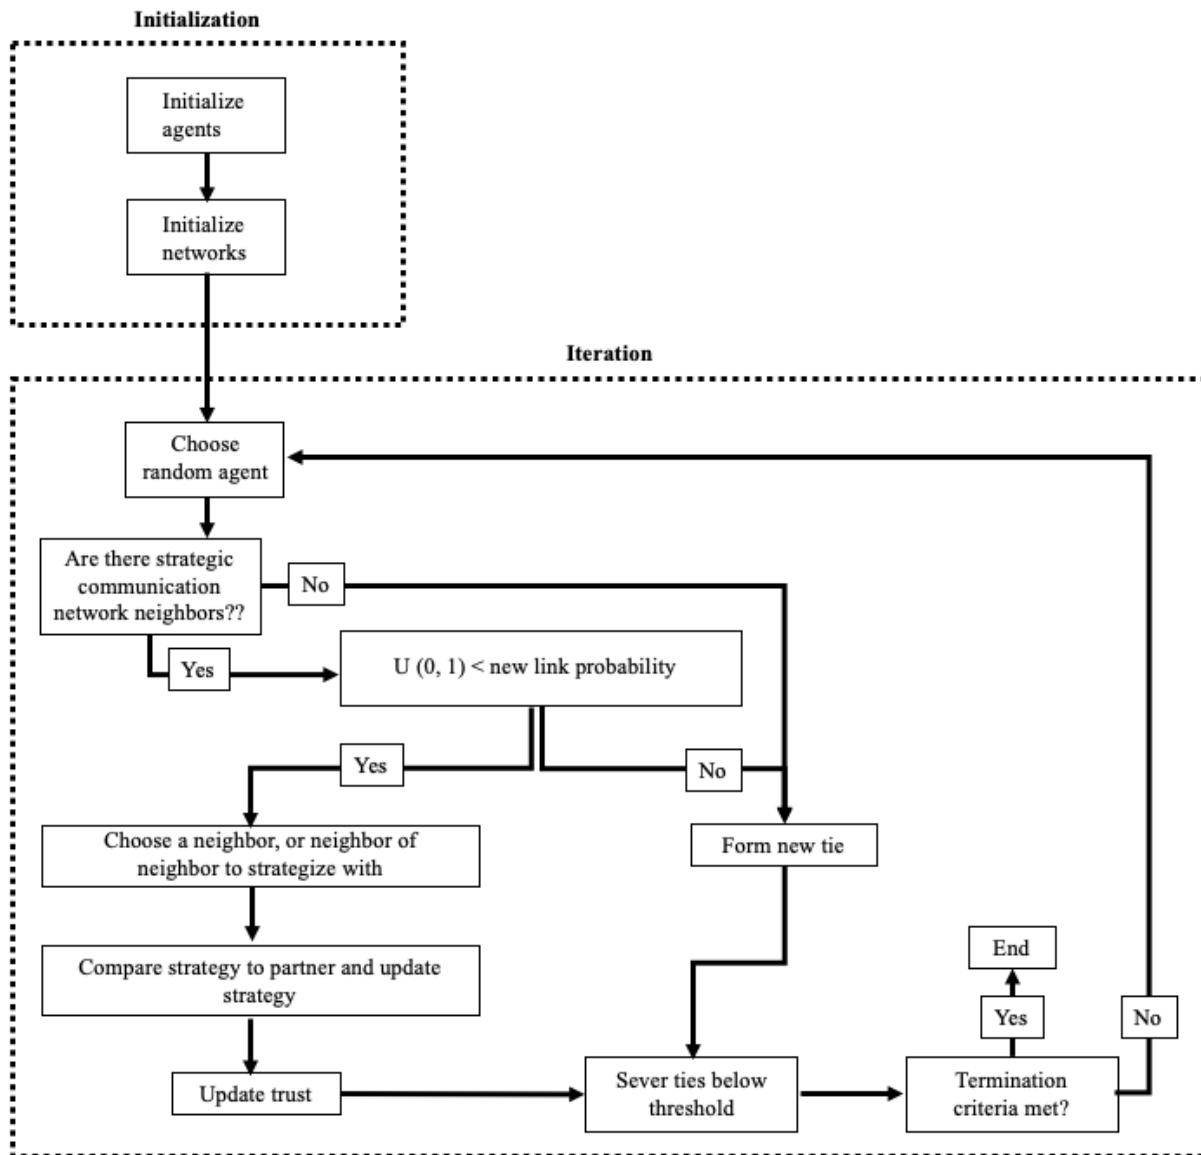 Initialization
Initialize
agents
Initialize
networks
Iteration
Choose
random agent
Are there strategic
communication
network neighbors??
No
Yes
U (0, 1) < new link probability
Yes
No
Choose a neighbor, or neighbor of
neighbor to strategize with
Form new tie
Compare strategy to partner and update
strategy
End
Yes
No
Update trust
Sever ties below
threshold
Termination
criteria met?